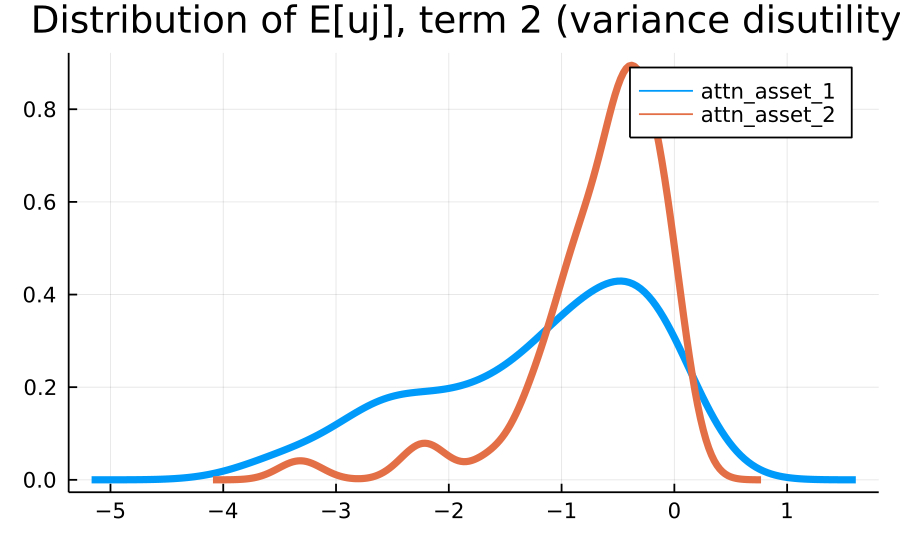 Distribution of E[uj], term 2 (variance disutility
attn_asset_1
attn_asset_2
0.8
0.6
0.4
0.2
0.0
−5 −4 −3 −2 −1 0 1